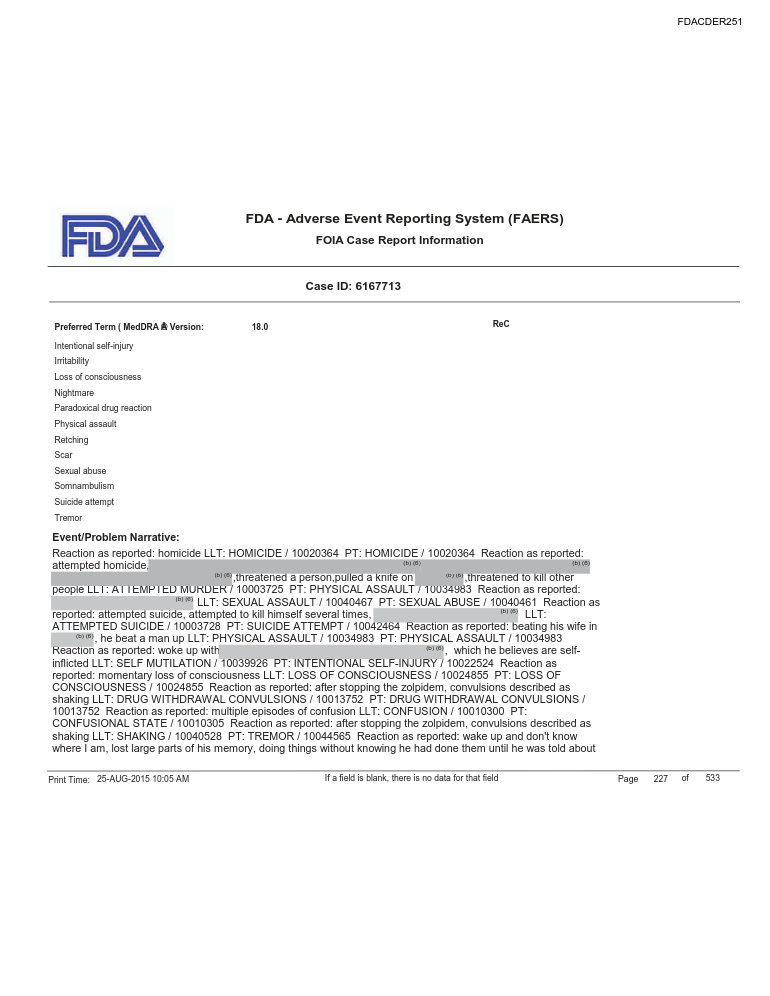 FDACDER251
FDA
FDA - Adverse Event Reporting System (FAERS)
FOIA Case Report Information
Case ID: 6167713
Preferred Term ( MedDRA Version: 18.0 ReC
Intentional self-injury
Irritability
Loss of consciousness
Nightmare
Paradoxical drug reaction
Physical assault
Retching
Scar
Sexual abuse
Somnambulism
Suicide attempt
Tremor
Event/Problem Narrative:
Reaction as reported: homicide LLT: HOMICIDE / 10020364 PT: HOMICIDE / 10020364 Reaction as reported:
attempted homicide, (b) (6) (b) (6)
(b) (6) ,threatened a person,pulled a knife on (b) (6) ,threatened to kill other
people LLT: ATTEMPTED MURDER / 10003725 PT: PHYSICAL ASSAULT / 10034983 Reaction as reported:
(b) (6) LLT: SEXUAL ASSAULT / 10040467 PT: SEXUAL ABUSE / 10040461 Reaction as
reported: attempted suicide, attempted to kill himself several times, (b) (6) LLT:
ATTEMPTED SUICIDE / 10003728 PT: SUICIDE ATTEMPT / 10042464 Reaction as reported: beating his wife in
(b) (6) , he beat a man up LLT: PHYSICAL ASSAULT / 10034983 PT: PHYSICAL ASSAULT / 10034983
Reaction as reported: woke up with (b) (6) , which he believes are self-
inflicted LLT: SELF MUTILATION / 10039926 PT: INTENTIONAL SELF-INJURY / 10022524 Reaction as
reported: momentary loss of consciousness LLT: LOSS OF CONSCIOUSNESS / 10024855 PT: LOSS OF
CONSCIOUSNESS / 10024855 Reaction as reported: after stopping the zolpidem, convulsions described as
shaking LLT: DRUG WITHDRAWAL CONVULSIONS / 10013752 PT: DRUG WITHDRAWAL CONVULSIONS /
10013752 Reaction as reported: multiple episodes of confusion LLT: CONFUSION / 10010300 PT:
CONFUSIONAL STATE / 10010305 Reaction as reported: after stopping the zolpidem, convulsions described as
shaking LLT: SHAKING / 10040528 PT: TREMOR / 10044565 Reaction as reported: wake up and don't know
where I am, lost large parts of his memory, doing things without knowing he had done them until he was told about
Print Time: 25-AUG-2015 10:05 AM If a field is blank, there is no data for that field Page 227 of 533